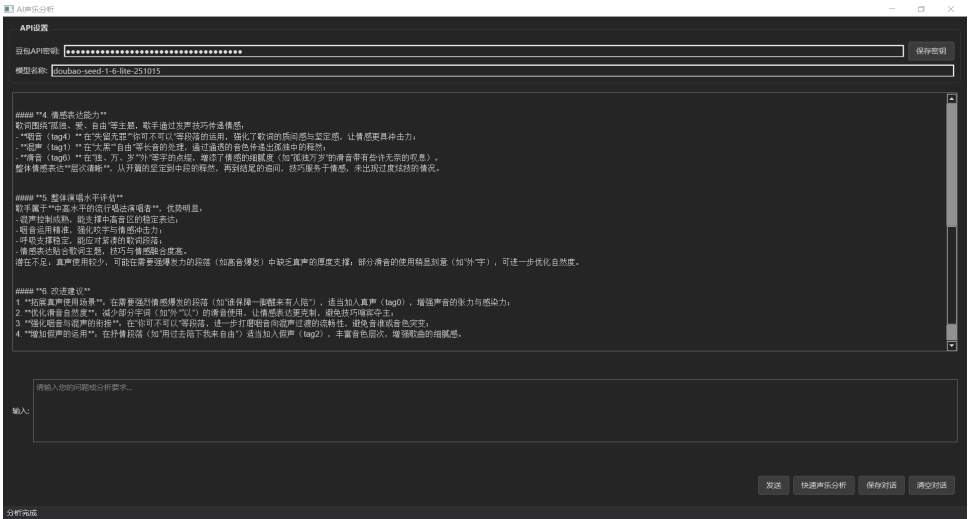 AI声乐分析
API设置
豆包API密钥: ●●●●●●●●●●●●●●●●●●●●●●●●●●●●●●●●●●●● 保存密钥
模型名称: doubao-seed-1-6-lite-251015
#### **4. 情感表达能力**
歌词围绕“孤独、爱、自由”等主题，歌手通过发声技巧传递情感：
- **咽音（tag4）** 在“失留无罪”“你可不可以”等段落的运用，强化了歌词的质问感与坚定感，让情感更具冲击力；
- **混声（tag1）** 在“太黑”“自由”等长音的处理，通过通透的音色传递出孤独中的释然；
- **滑音（tag6）** 在“独、万、岁”“外”等字的点缀，增添了情感的细腻度（如“孤独万岁”的滑音带有些许无奈的叹息）。
整体情感表达**层次清晰**，从开篇的坚定到中段的释然，再到结尾的追问，技巧服务于情感，未出现过度炫技的情况。
#### **5. 整体演唱水平评估**
歌手属于**中高水平的流行唱法演唱者**，优势明显：
- 混声控制成熟，能支撑中高音区的稳定表达；
- 咽音运用精准，强化咬字与情感冲击力；
- 呼吸支撑稳定，能应对紧凑的歌词段落；
- 情感表达贴合歌词主题，技巧与情感融合度高。
潜在不足：真声使用较少，可能在需要强爆发力的段落（如高音爆发）中缺乏真声的厚度支撑；部分滑音的使用稍显刻意（如“外”字），可进一步优化自然度。
#### **6. 改进建议**
1. **拓展真声使用场景**：在需要强烈情感爆发的段落（如“谁保障一脚醒来有人陪”），适当加入真声（tag0），增强声音的张力与感染力；
2. **优化滑音自然度**：减少部分字词（如“外”“以”）的滑音使用，让情感表达更克制，避免技巧喧宾夺主；
3. **强化咽音与混声的衔接**：在“你可不可以”等段落，进一步打磨咽音向混声过渡的流畅性，避免音准或音色突变；
4. **增加假声的运用**：在抒情段落（如“用过去陪下我来自由”）适当加入假声（tag2），丰富音色层次，增强歌曲的细腻感。
输入: 请输入您的问题或分析要求...
发送 快速声乐分析 保存对话 清空对话
分析完成